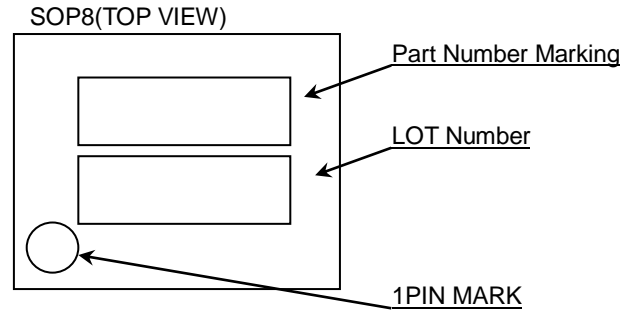 SOP8(TOP VIEW)
Part Number Marking
LOT Number
1PIN MARK